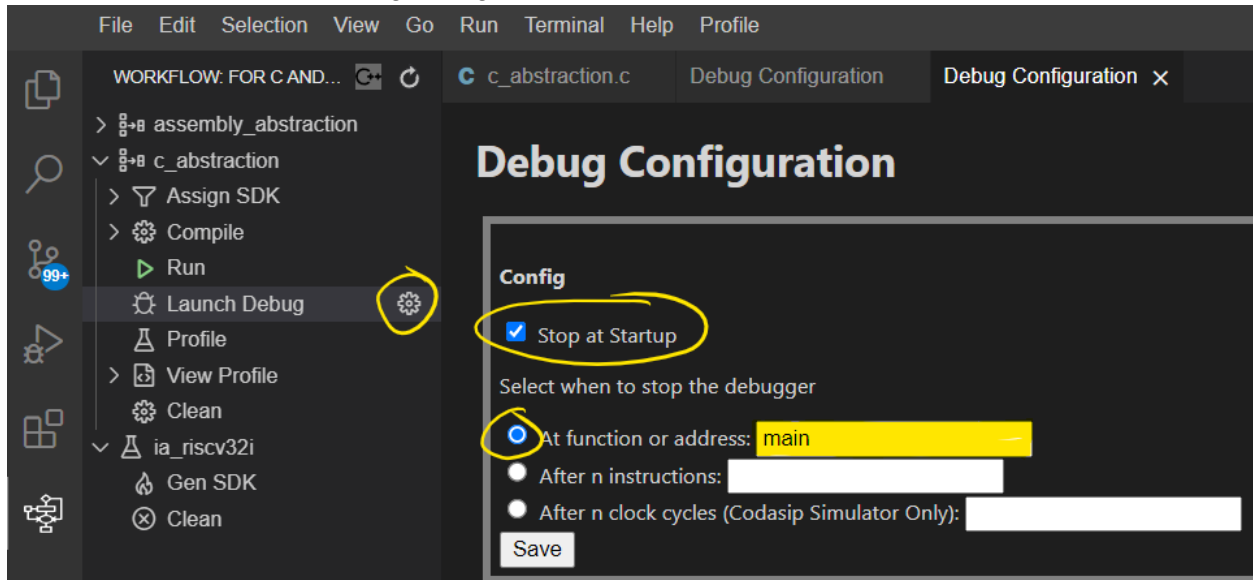 File Edit Selection View Go Run Terminal Help Profile
WORKFLOW: FOR C AND... C++
C c_abstraction.c Debug Configuration Debug Configuration ×
assembly_abstraction
c_abstraction
Assign SDK
Compile
Run
Launch Debug
Profile
View Profile
Clean
ia_riscv32i
Gen SDK
Clean
99+
Debug Configuration
Config
Stop at Startup
Select when to stop the debugger
At function or address: main
After n instructions:
After n clock cycles (Codasip Simulator Only):
Save